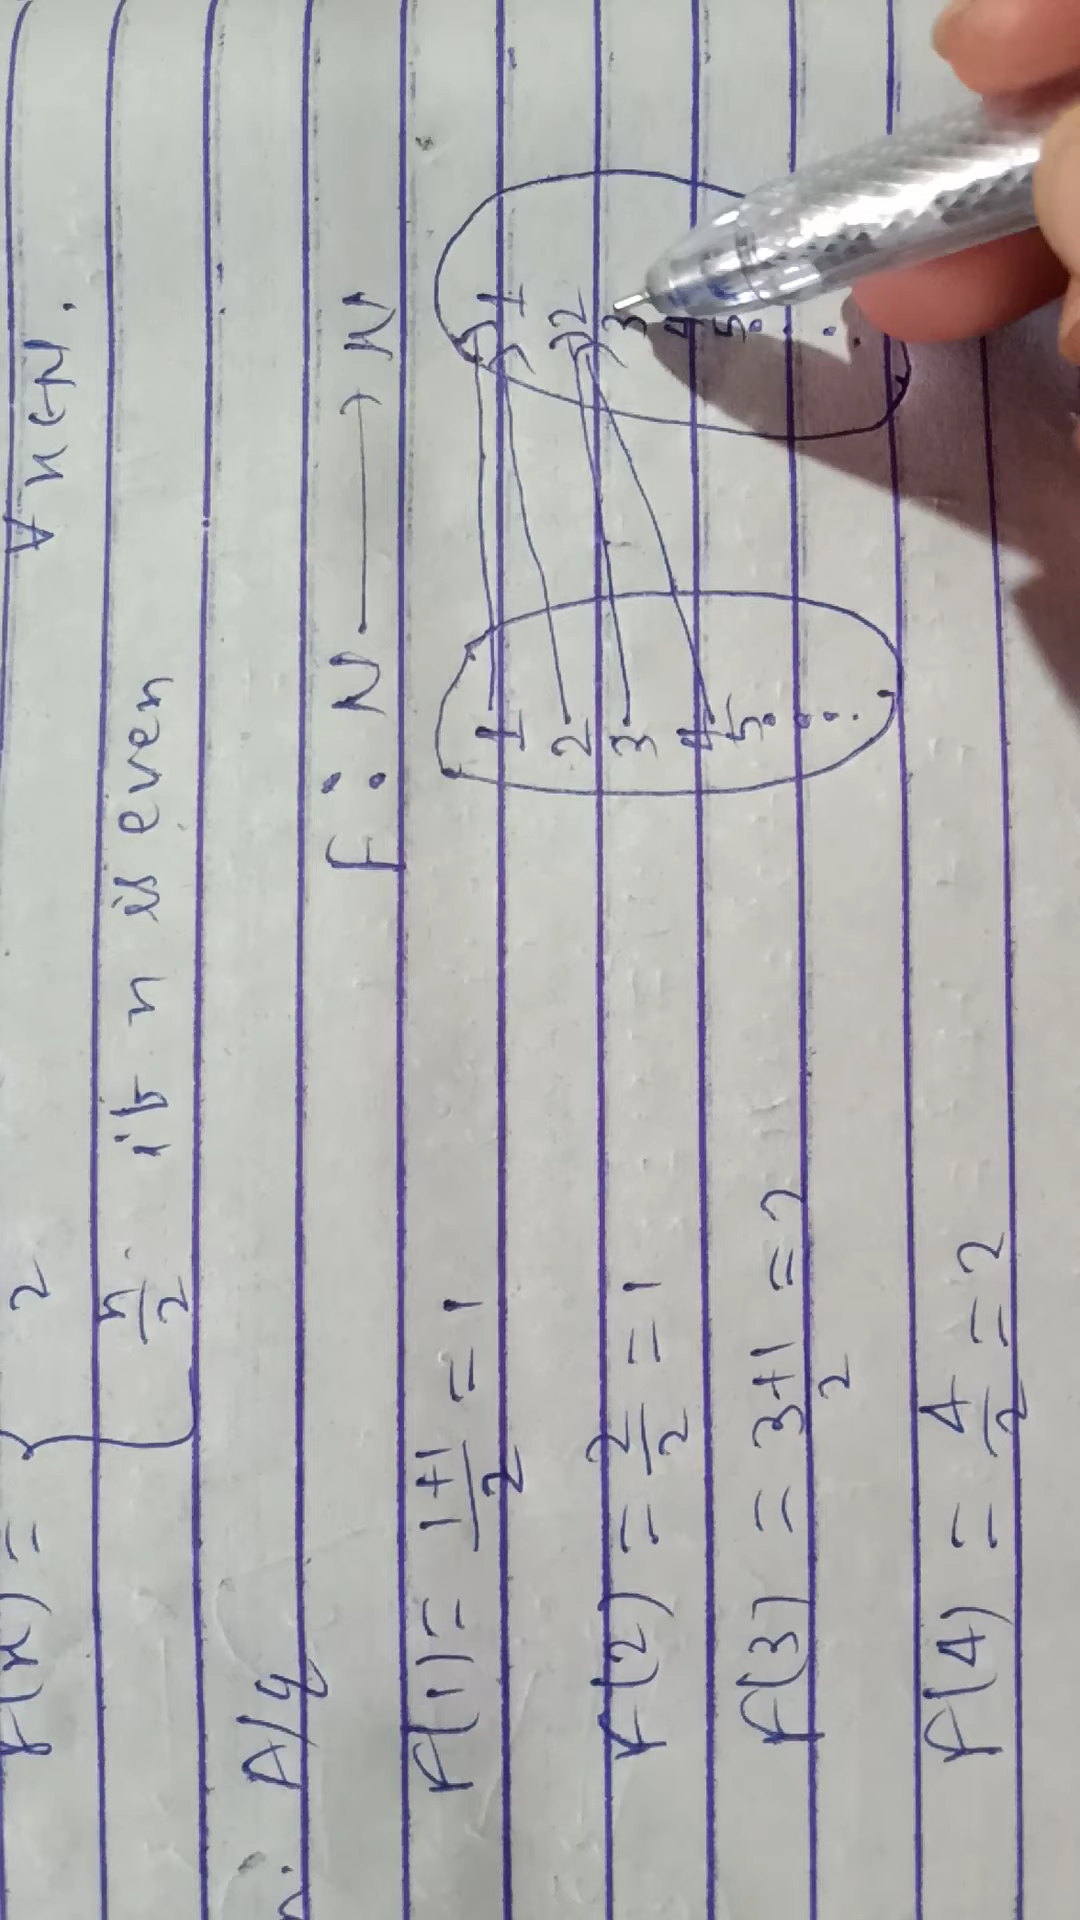 f(n) = { 2 ∀ n ∈ N.
n/2 if n is even
n. A/q
F : N → N
f(1) = 1+1/2 = 1
f(2) = 2/2 = 1
f(3) = 3+1/2 = 2
f(4) = 4/2 = 2
1 1
2 2
3 3
4 4
5 5